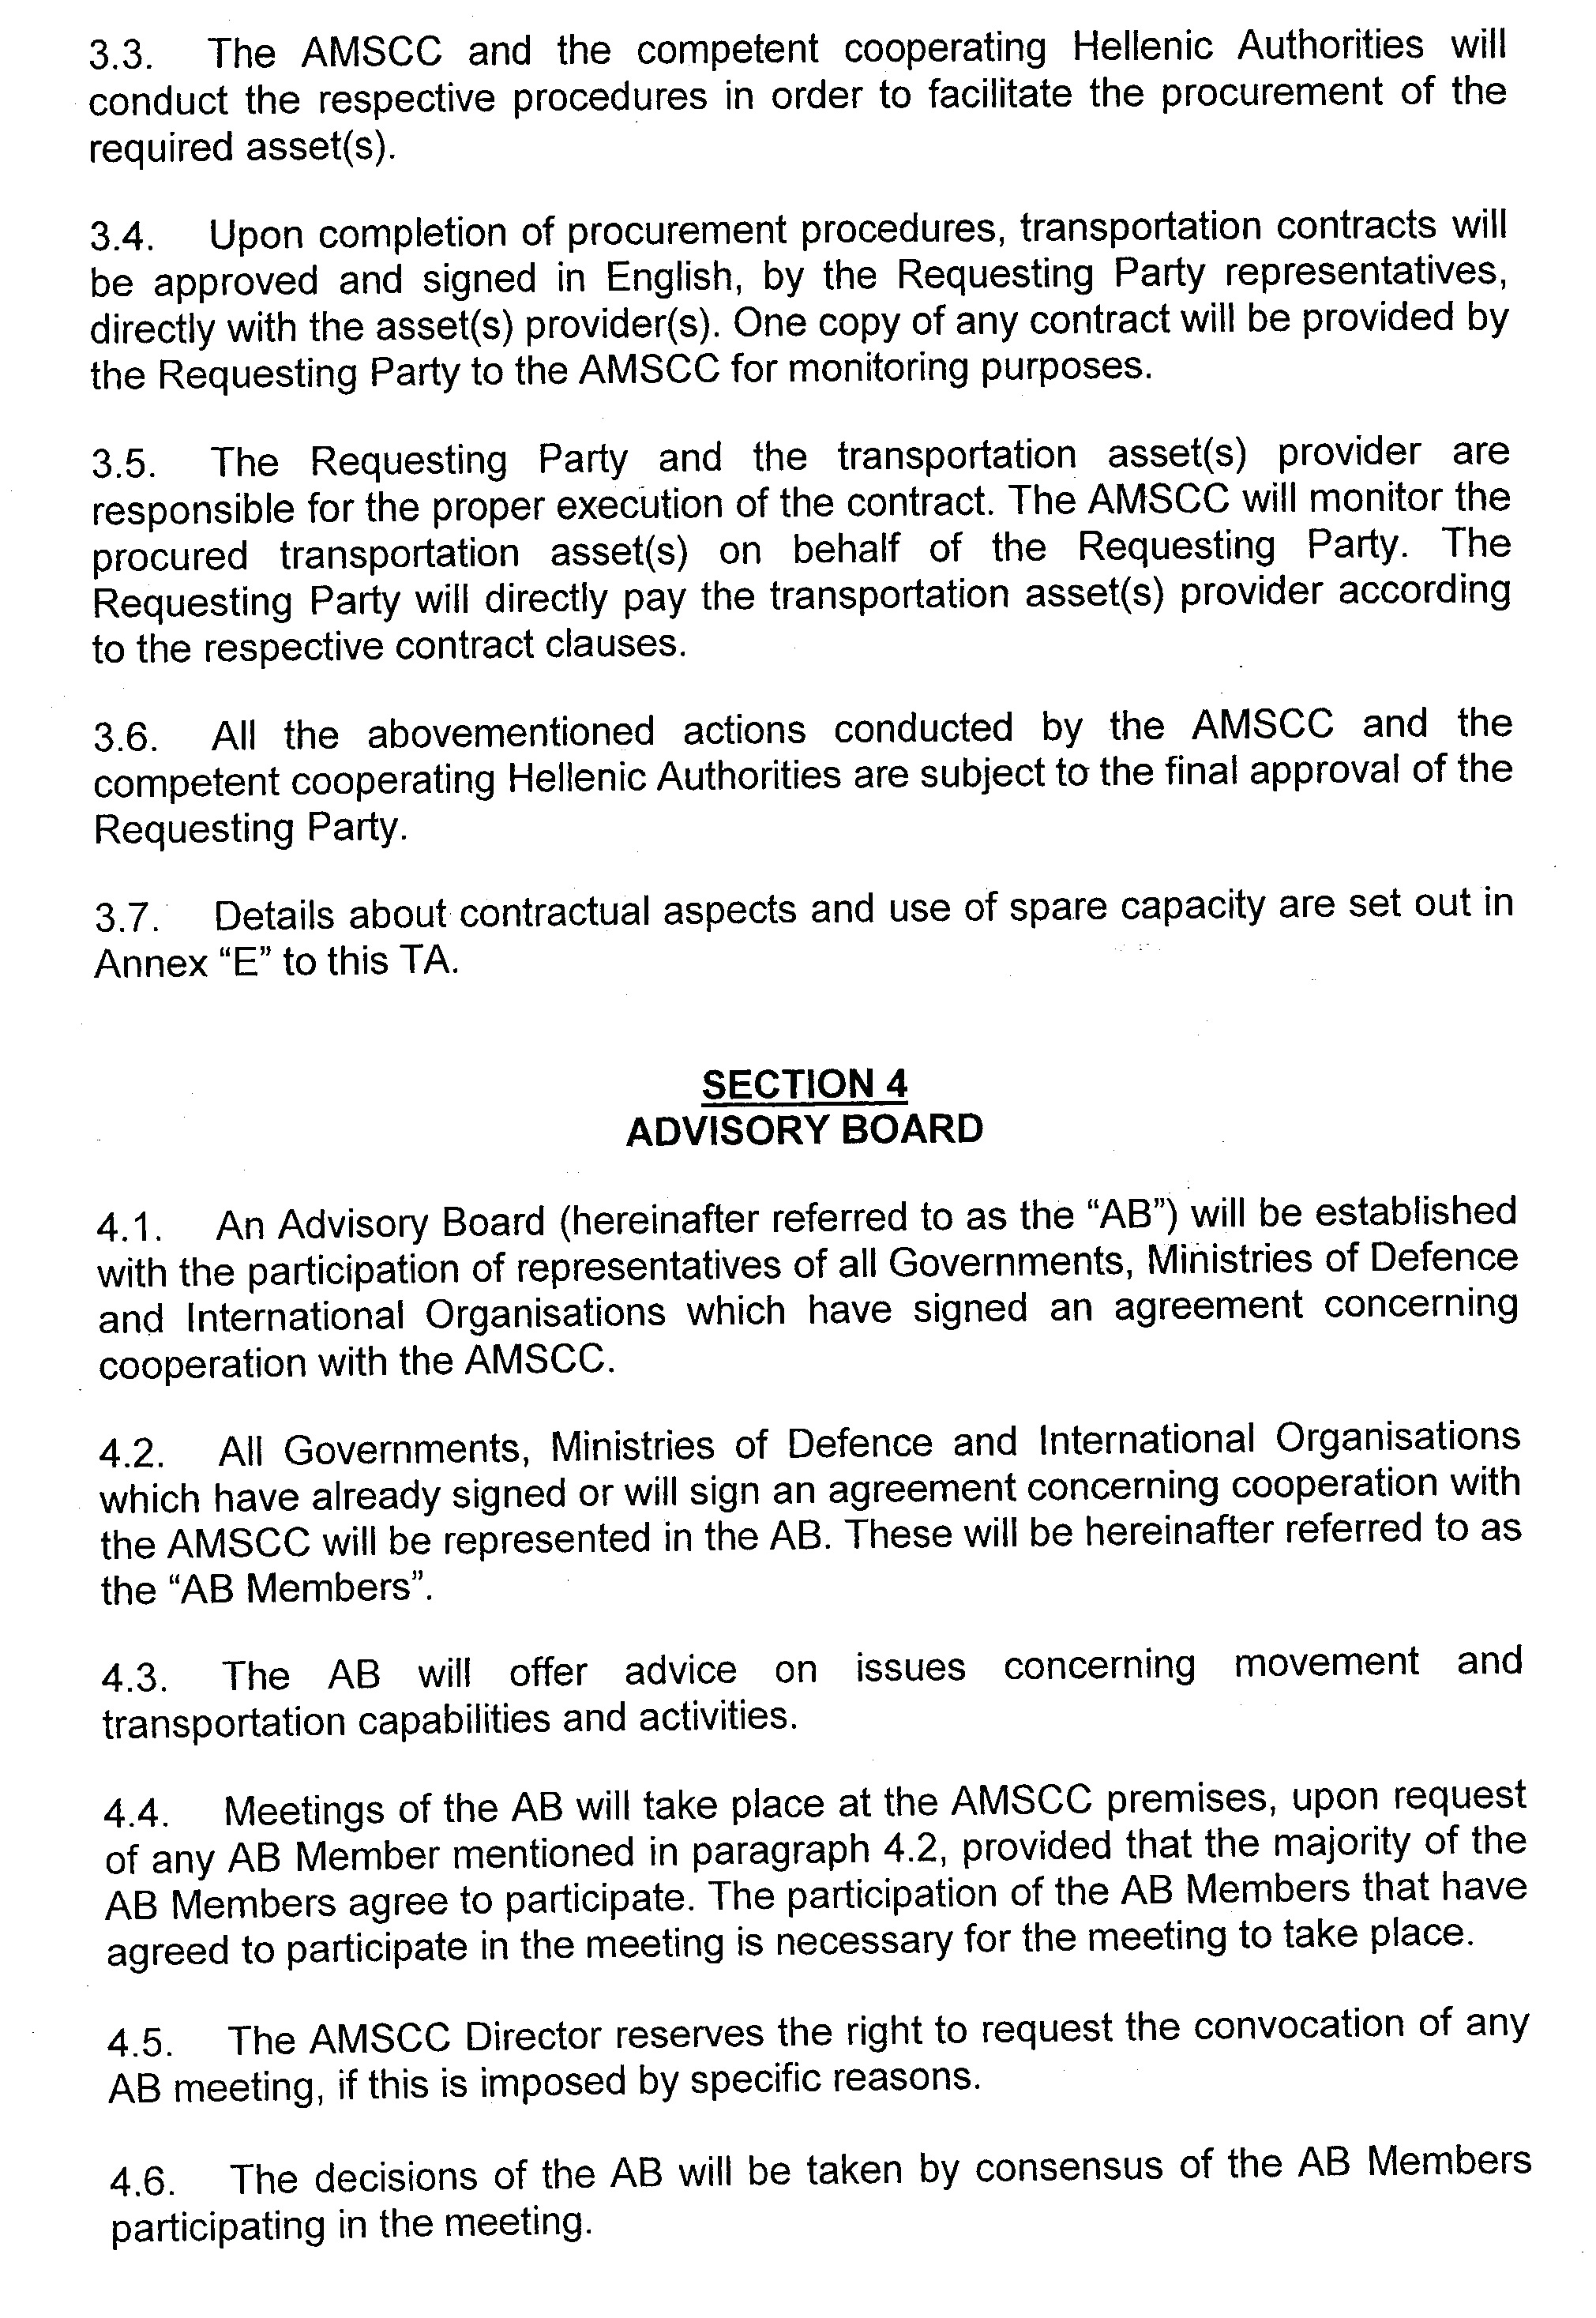 3.3. The AMSCC and the competent cooperating Hellenic Authorities will
conduct the respective procedures in order to facilitate the procurement of the
required asset(s).
3.4. Upon completion of procurement procedures, transportation contracts will
be approved and signed in English, by the Requesting Party representatives,
directly with the asset(s) provider(s). One copy of any contract will be provided by
the Requesting Party to the AMSCC for monitoring purposes.
3.5. The Requesting Party and the transportation asset(s) provider are
responsible for the proper execution of the contract. The AMSCC will monitor the
procured transportation asset(s) on behalf of the Requesting Party. The
Requesting Party will directly pay the transportation asset(s) provider according
to the respective contract clauses.
3.6. All the abovementioned actions conducted by the AMSCC and the
competent cooperating Hellenic Authorities are subject to the final approval of the
Requesting Party.
3.7. Details about contractual aspects and use of spare capacity are set out in
Annex “E” to this TA.
SECTION 4
ADVISORY BOARD
4.1. An Advisory Board (hereinafter referred to as the “AB”) will be established
with the participation of representatives of all Governments, Ministries of Defence
and International Organisations which have signed an agreement concerning
cooperation with the AMSCC.
4.2. All Governments, Ministries of Defence and International Organisations
which have already signed or will sign an agreement concerning cooperation with
the AMSCC will be represented in the AB. These will be hereinafter referred to as
the “AB Members”.
4.3. The AB will offer advice on issues concerning movement and
transportation capabilities and activities.
4.4. Meetings of the AB will take place at the AMSCC premises, upon request
of any AB Member mentioned in paragraph 4.2, provided that the majority of the
AB Members agree to participate. The participation of the AB Members that have
agreed to participate in the meeting is necessary for the meeting to take place.
4.5. The AMSCC Director reserves the right to request the convocation of any
AB meeting, if this is imposed by specific reasons.
4.6. The decisions of the AB will be taken by consensus of the AB Members
participating in the meeting.